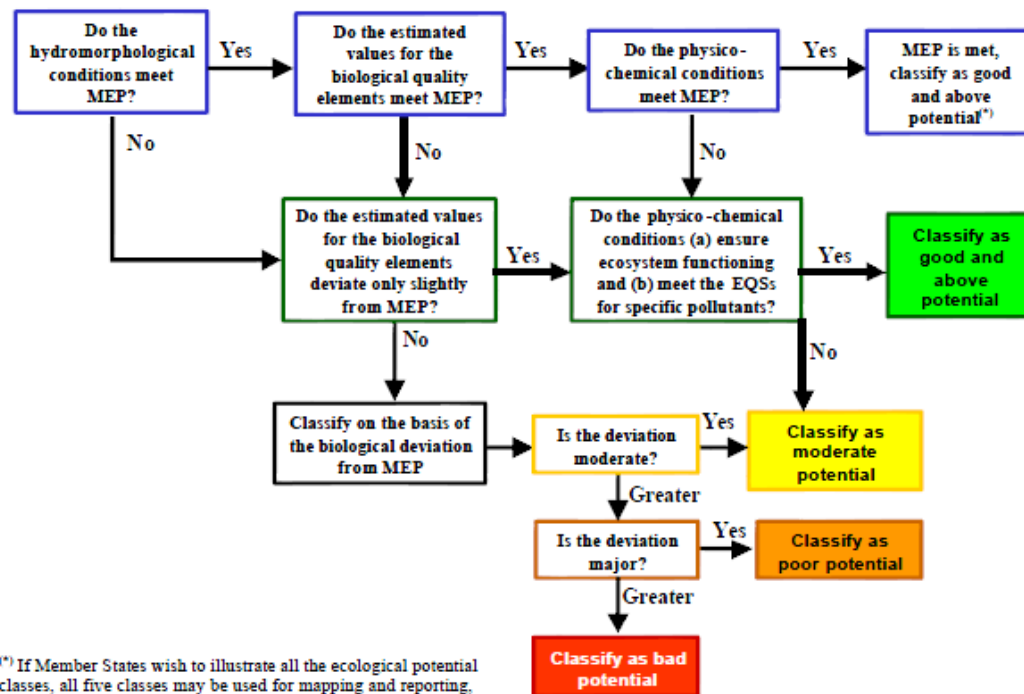 Do the
hydromorphological
conditions meet
MEP?
Yes
Do the estimated
values for the
biological quality
elements meet MEP?
Yes
Do the physico-
chemical conditions
meet MEP?
Yes
MEP is met,
classify as good
and above
potential(*)
No
No
No
Do the estimated values
for the biological
quality elements
deviate only slightly
from MEP?
Yes
Do the physico-chemical
conditions (a) ensure
ecosystem functioning
and (b) meet the EQSs
for specific pollutants?
Yes
Classify as
good and
above
potential
No
No
Classify on the basis of
the biological deviation
from MEP
Is the deviation
moderate?
Yes
Classify as
moderate
potential
Greater
Is the deviation
major?
Yes
Classify as
poor potential
Greater
Classify as bad
potential
(*) If Member States wish to illustrate all the ecological potential
classes, all five classes may be used for mapping and reporting,